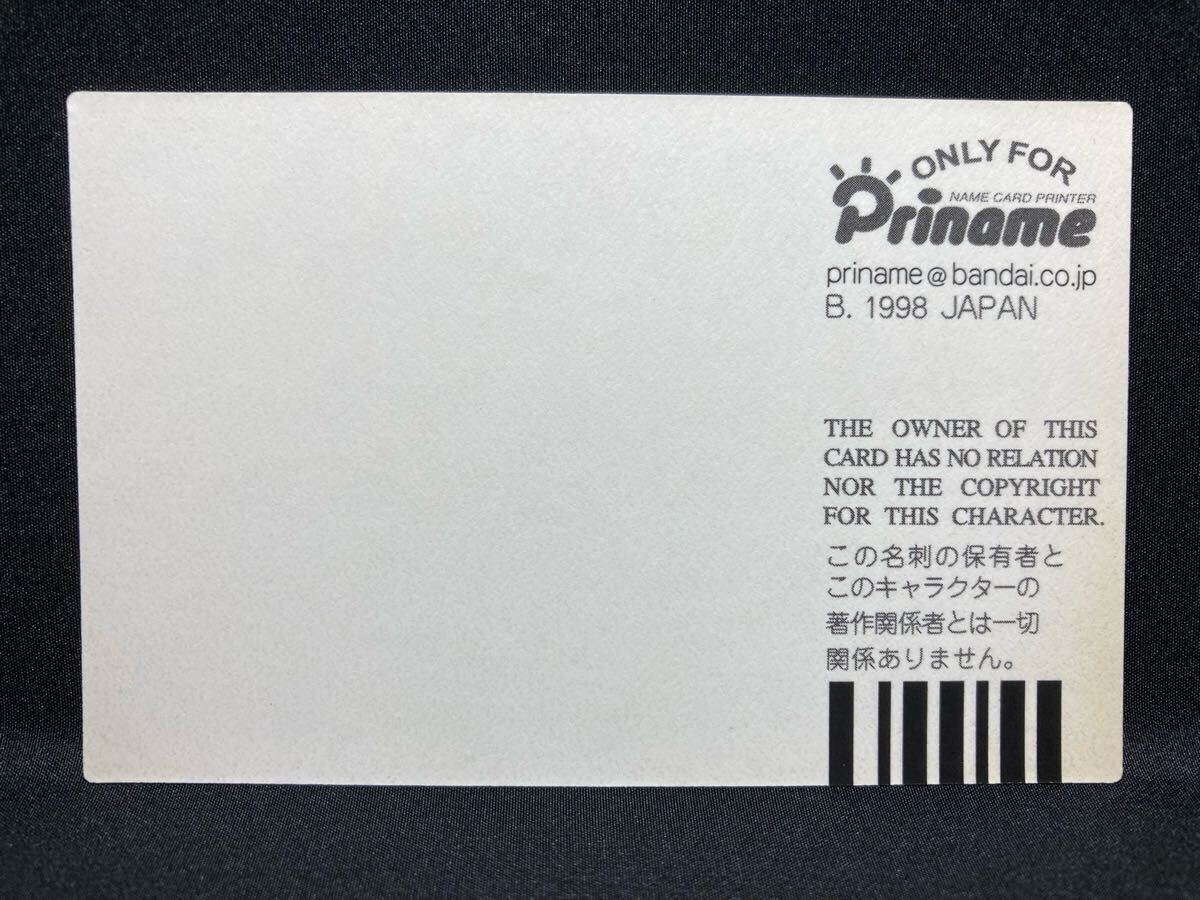 ONLY FOR
NAME CARD PRINTER
Priname
priname@bandai.co.jp
B. 1998 JAPAN
THE OWNER OF THIS
CARD HAS NO RELATION
NOR THE COPYRIGHT
FOR THIS CHARACTER.
この名刺の保有者と
このキャラクターの
著作関係者とは一切
関係ありません。